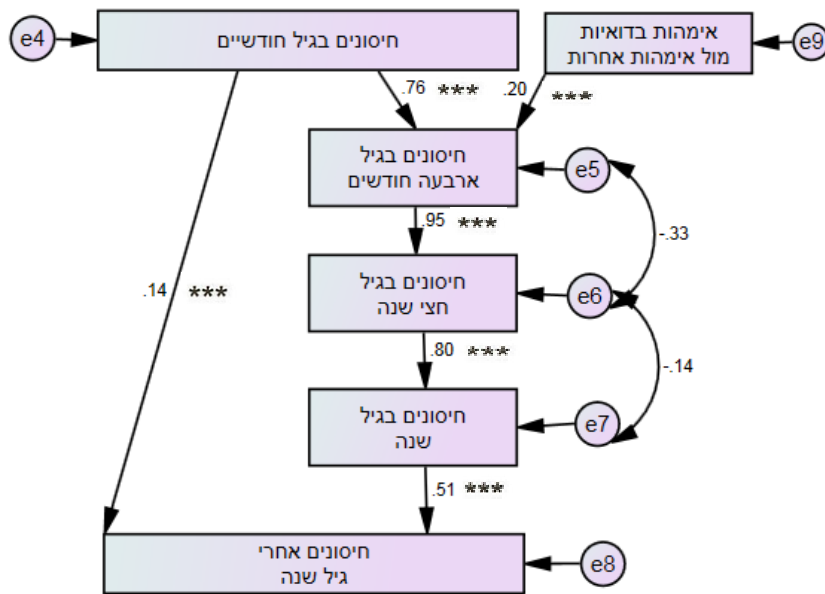 e4
חיסונים בגיל חודשיים
אימהות בדואיות
מול אימהות אחרות
e9
.76 ***
.20 ***
חיסונים בגיל
ארבעה חודשים
e5
.95 ***
-.33
חיסונים בגיל
חצי שנה
e6
.14 ***
.80 ***
-.14
חיסונים בגיל
שנה
e7
.51 ***
חיסונים אחרי
גיל שנה
e8